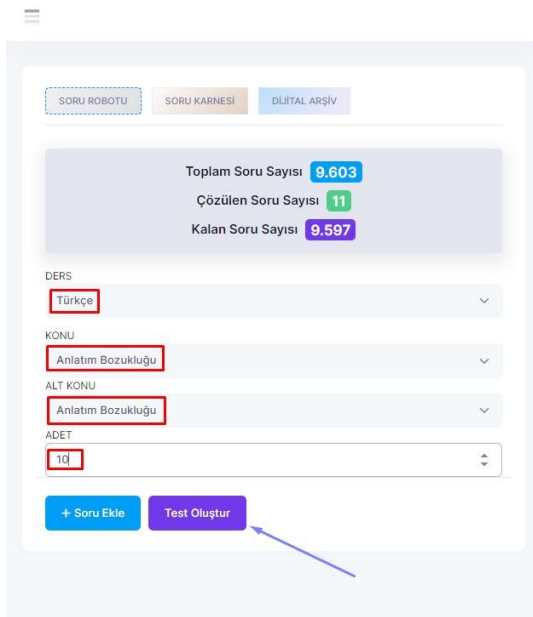 SORU ROBOTU SORU KARNESİ DİJİTAL ARŞİV
Toplam Soru Sayısı 9.603
Çözülen Soru Sayısı 11
Kalan Soru Sayısı 9.597
DERS
Türkçe
KONU
Anlatım Bozukluğu
ALT KONU
Anlatım Bozukluğu
ADET
10
+ Soru Ekle Test Oluştur